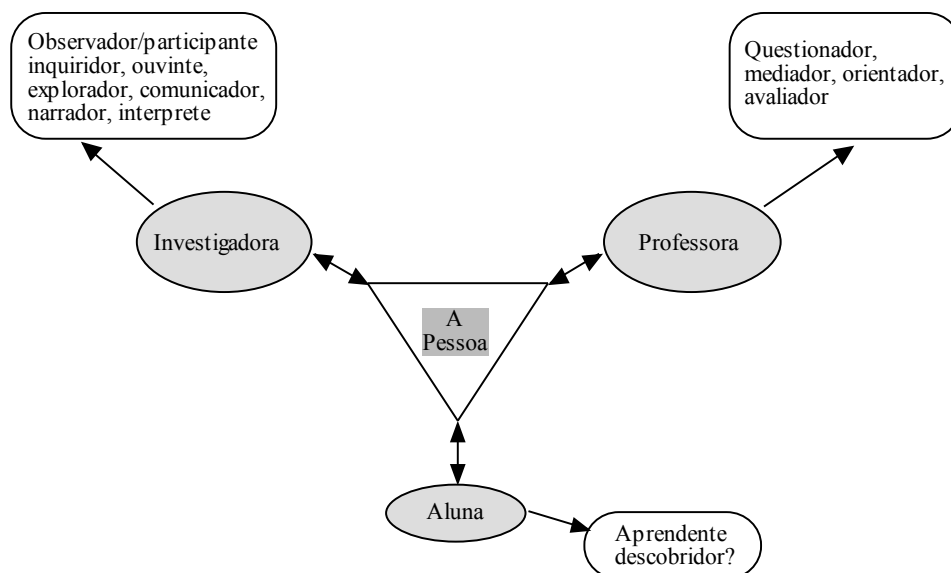 Observador/participante
inquiridor, ouvinte,
explorador, comunicador,
narrador, interprete
Questionador,
mediador, orientador,
avaliador
Investigadora
Professora
A
Pessoa
Aluna
Aprendente
descobridor?